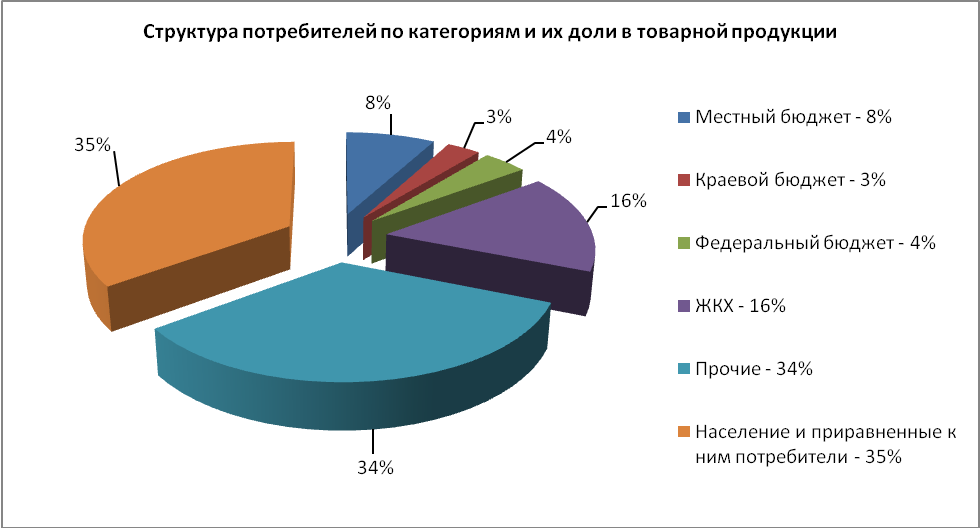 Структура потребителей по категориям и их доли в товарной продукции
8%
3%
4%
16%
35%
34%
Местный бюджет - 8%
Краевой бюджет - 3%
Федеральный бюджет - 4%
ЖКХ - 16%
Прочие - 34%
Население и приравненные к
ним потребители - 35%